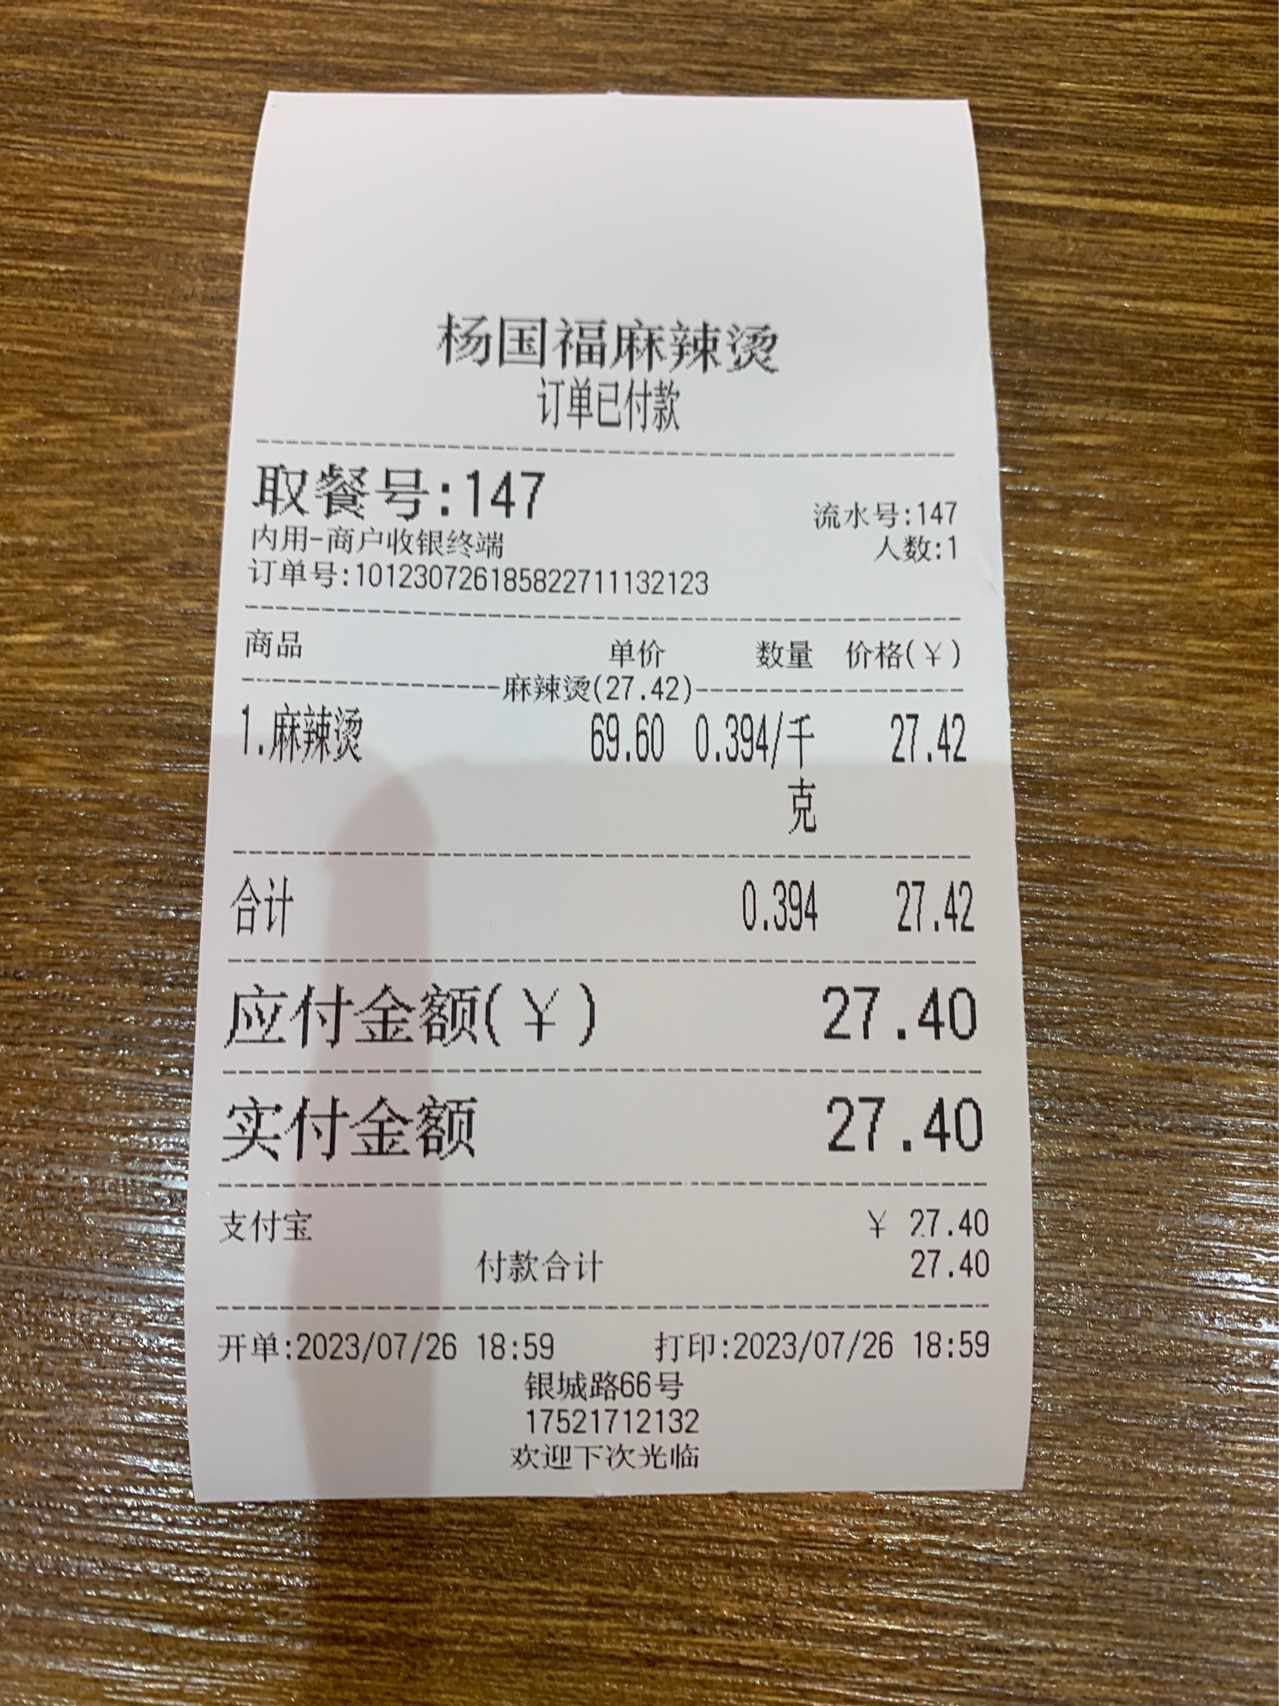 杨国福麻辣烫
订单已付款
取餐号:147
流水号:147
内用-商户收银终端
人数:1
订单号:101230726185822711132123
商品 单价 数量 价格(￥)
麻辣烫(27.42)
1.麻辣烫 69.60 0.394/千克 27.42
合计 0.394 27.42
应付金额(￥) 27.40
实付金额 27.40
支付宝 ￥ 27.40
付款合计 27.40
开单:2023/07/26 18:59 打印:2023/07/26 18:59
银城路66号
17521712132
欢迎下次光临